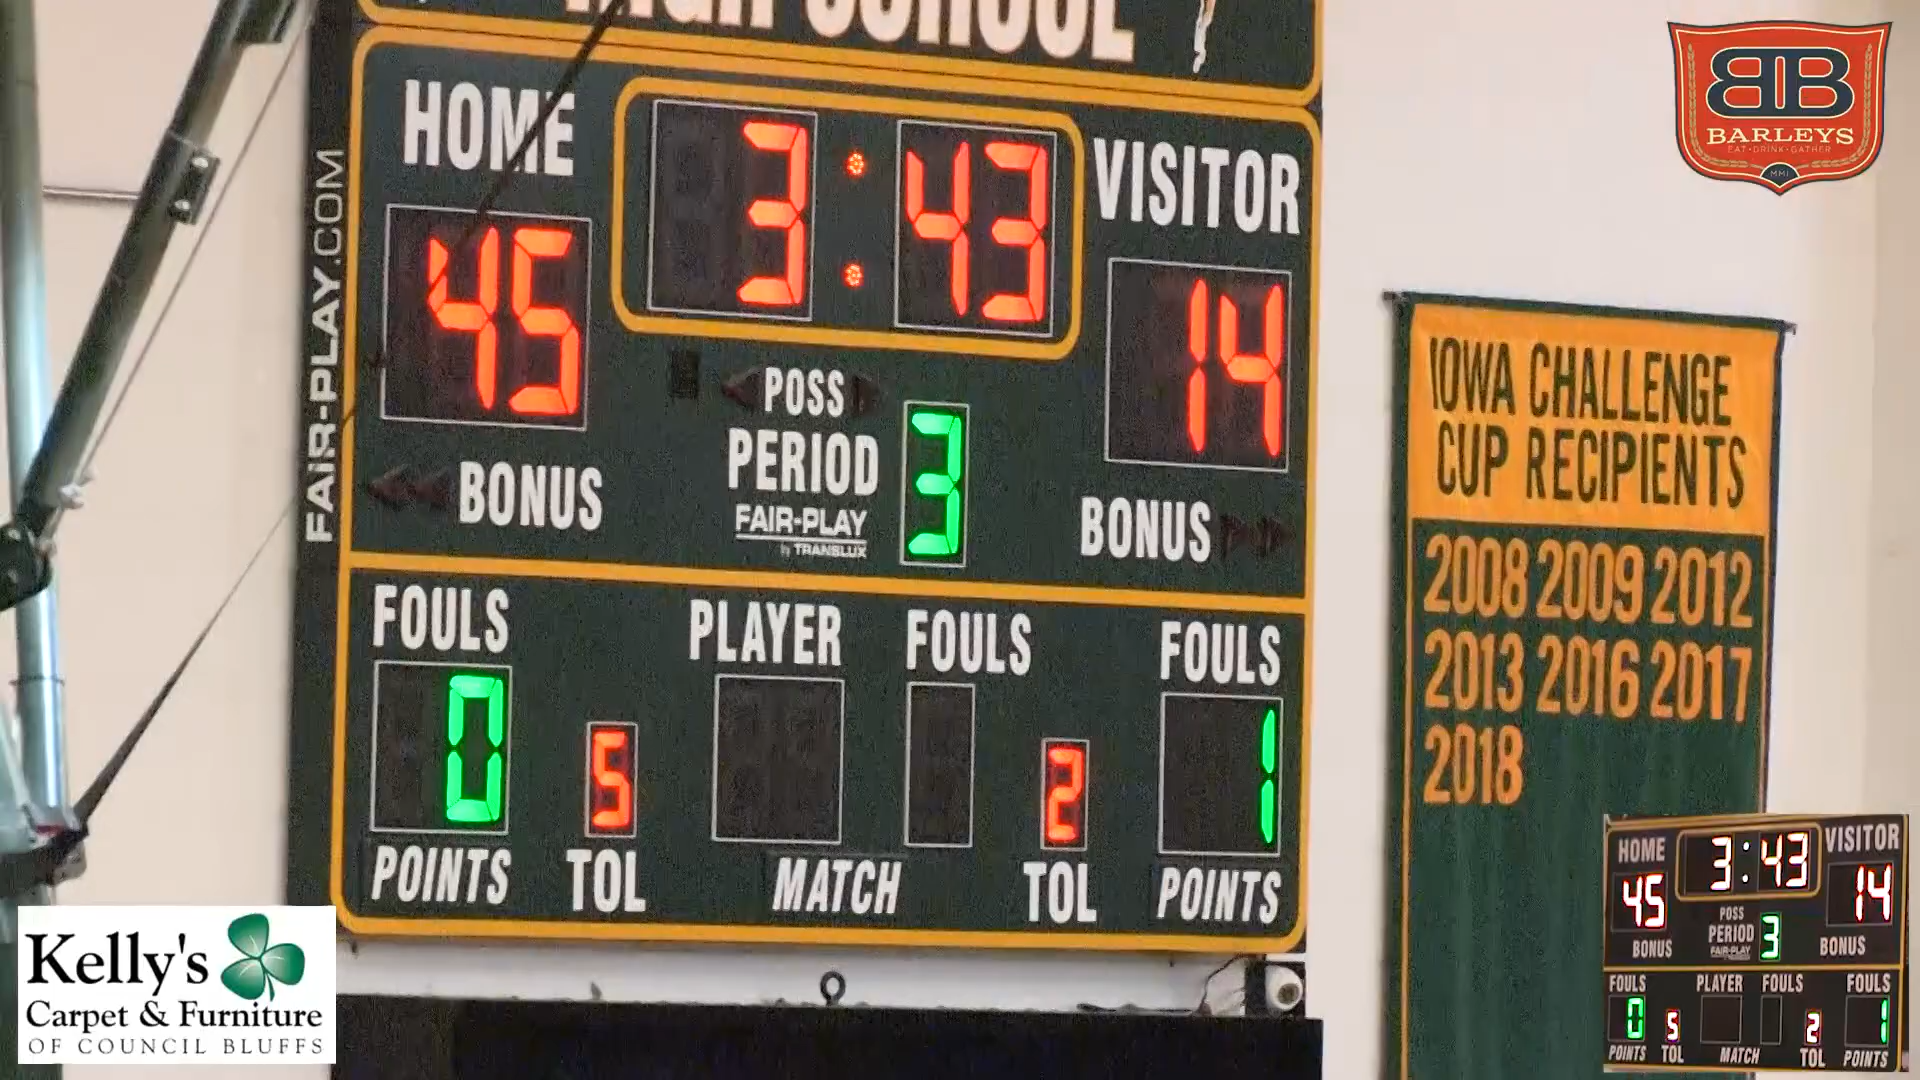 HIGH SCHOOL
FAIR-PLAY.COM
HOME
3:43
VISITOR
45
14
POSS
PERIOD
3
FAIR-PLAY
by TRANSLUX
BONUS
BONUS
FOULS
PLAYER
FOULS
FOULS
0
5
2
1
POINTS
TOL
MATCH
TOL
POINTS
BB
BARLEYS
EAT·DRINK·GATHER
MMI
IOWA CHALLENGE
CUP RECIPIENTS
2008 2009 2012
2013 2016 2017
2018
Kelly's
Carpet & Furniture
OF COUNCIL BLUFFS
HOME
3:43
VISITOR
45
14
POSS
PERIOD
3
FAIR-PLAY
BONUS
BONUS
FOULS
PLAYER
FOULS
FOULS
0
5
2
1
POINTS
TOL
MATCH
TOL
POINTS